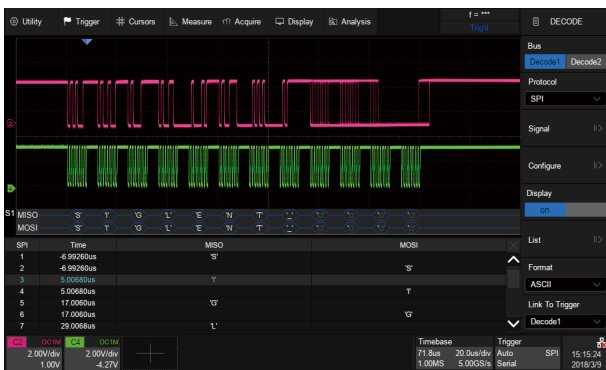 Utility Trigger Cursors Measure Acquire Display Analysis f = *** Trig'd DECODE
Bus
Decode1 Decode2
Protocol
SPI
Signal
Configure
Display
on
List
Format
ASCII
Link To Trigger
Decode1
2
4
S1 MISO 'S' 'I' 'G' 'L' 'E' 'N' 'T'
MOSI 'S' 'I' 'G' 'L' 'E' 'N' 'T'
SPI Time MISO MOSI
1 -6.99260us 'S'
2 -6.99260us 'S'
3 5.00680us 'I'
4 5.00680us 'I'
5 17.0060us 'G'
6 17.0060us 'G'
7 29.0068us 'L'
C2 DC1M C4 DC1M Timebase Trigger
2.00V/div 2.00V/div 71.8us 20.0us/div Auto SPI 15:15:24
1.00V -4.27V 1.00MS 5.00GS/s Serial 2018/3/9